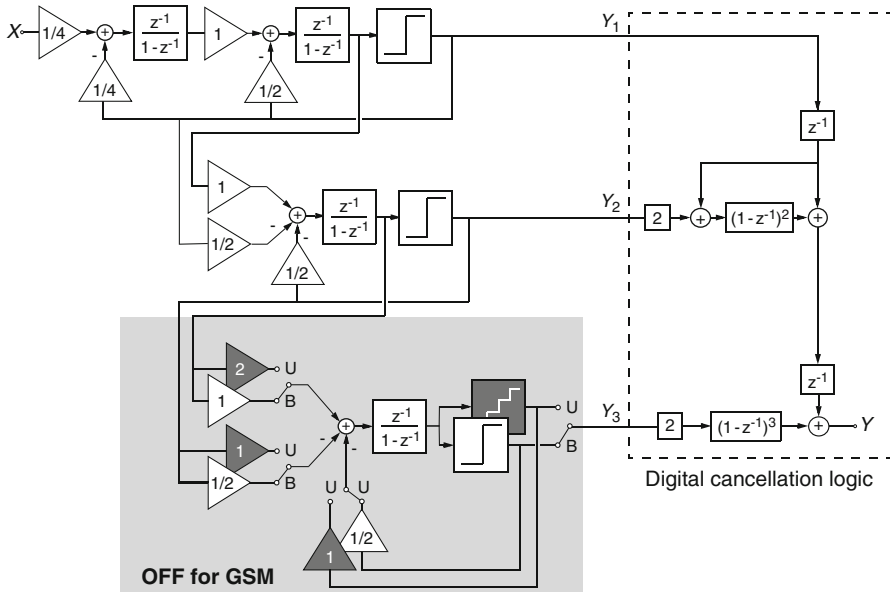 X
1/4
+
z-1
1-z-1
1
+
z-1
1-z-1
Y1
-
-
1/4
1/2
z-1
1
+
z-1
1-z-1
Y2
2
+
(1-z-1)2
+
-
-
1/2
1/2
2
U
1
B
z-1
+
z-1
1-z-1
U
Y3
2
(1-z-1)3
+
Y
-
-
1
U
B
1/2
B
U
U
Digital cancellation logic
1/2
1
OFF for GSM